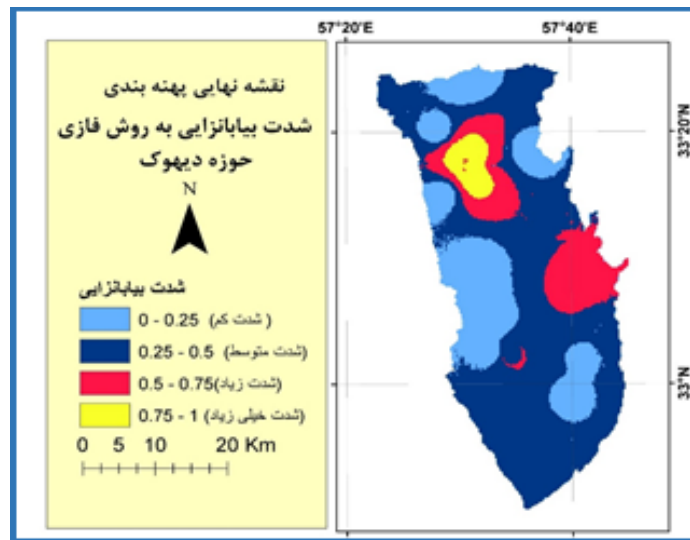 نقشه نهایی پهنه بندی
شدت بیابانزایی به روش فازی
حوزه دیهوک
N
شدت بیابانزایی
0 - 0.25 (شدت کم )
0.25 - 0.5 (شدت متوسط)
0.5 - 0.75(شدت زیاد)
0.75 - 1 (شدت خیلی زیاد)
0 5 10 20 Km
57°20'E 57°40'E
33°20'N
33°N